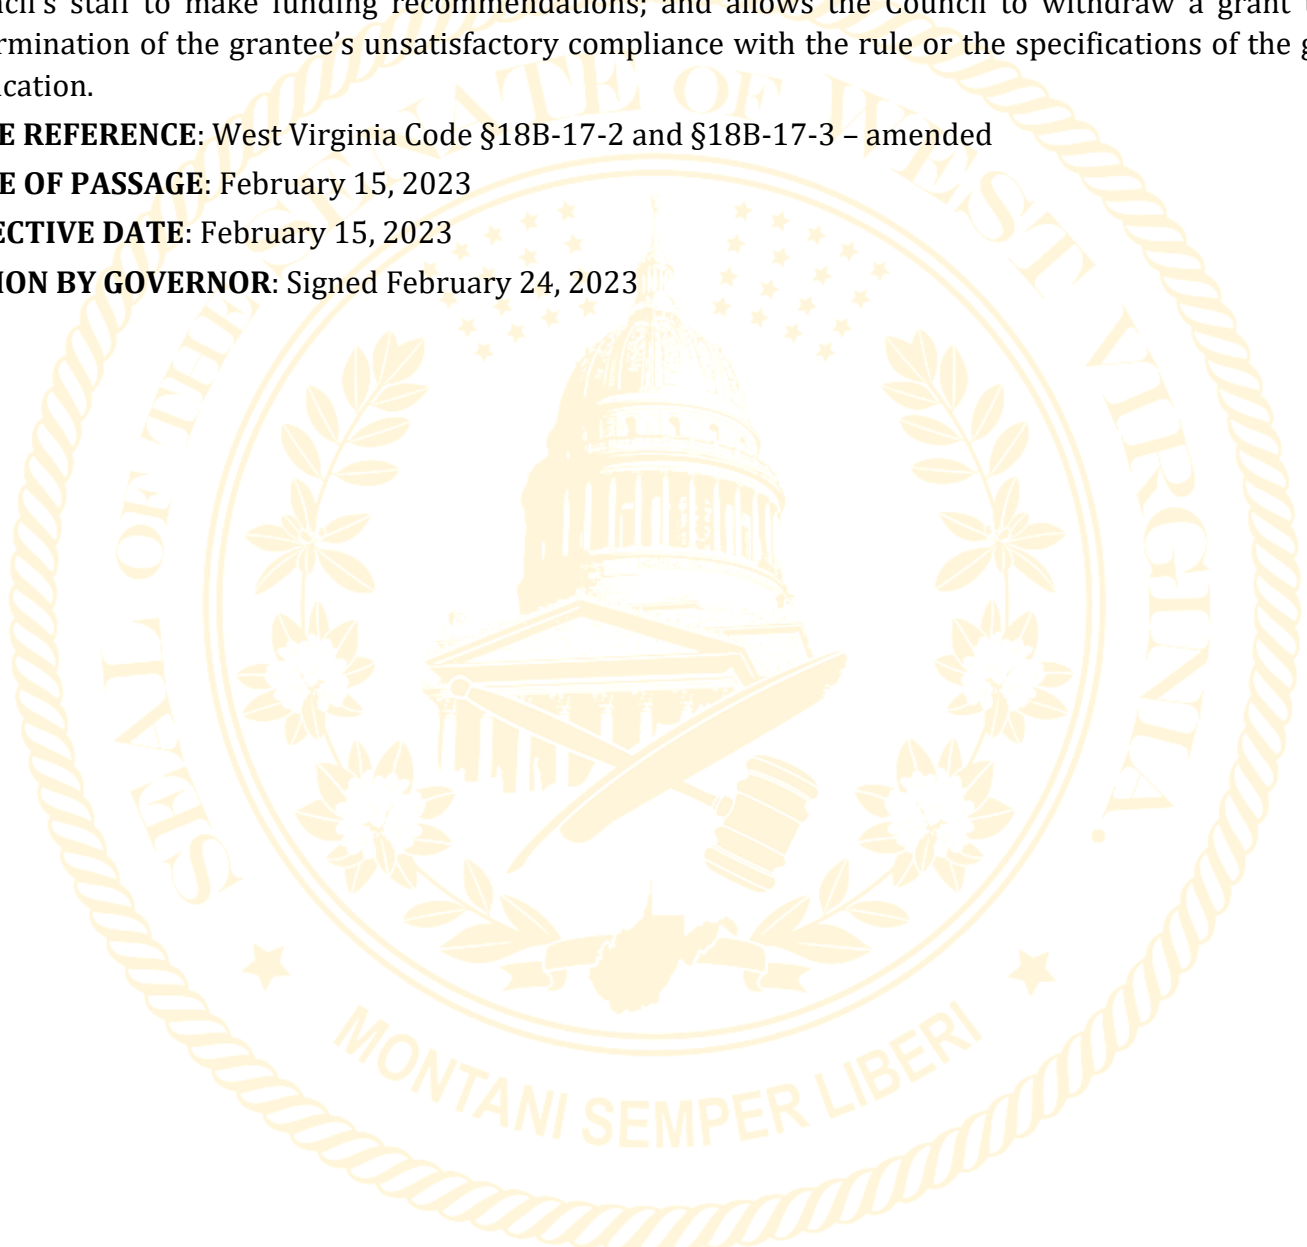 ncil's staff to make funding recommendations; and allows the Council to withdraw a grant
rmination of the grantee's unsatisfactory compliance with the rule or the specifications of the g
ication.
E REFERENCE: West Virginia Code §18B-17-2 and §18B-17-3 – amended
E OF PASSAGE: February 15, 2023
ECTIVE DATE: February 15, 2023
ION BY GOVERNOR: Signed February 24, 2023
SEAL OF THE SENATE OF WEST VIRGINIA.
MONTANI SEMPER LIBERI